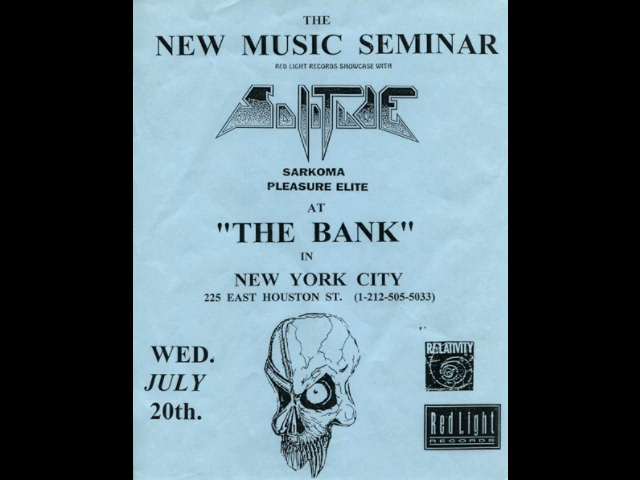 THE
NEW MUSIC SEMINAR
RED LIGHT RECORDS SHOWCASE WITH
SOLITUDE
SARKOMA
PLEASURE ELITE
AT
"THE BANK"
IN
NEW YORK CITY
225 EAST HOUSTON ST. (1-212-505-5033)
WED.
JULY
20th.
RELATIVITY
Red Light
RECORDS